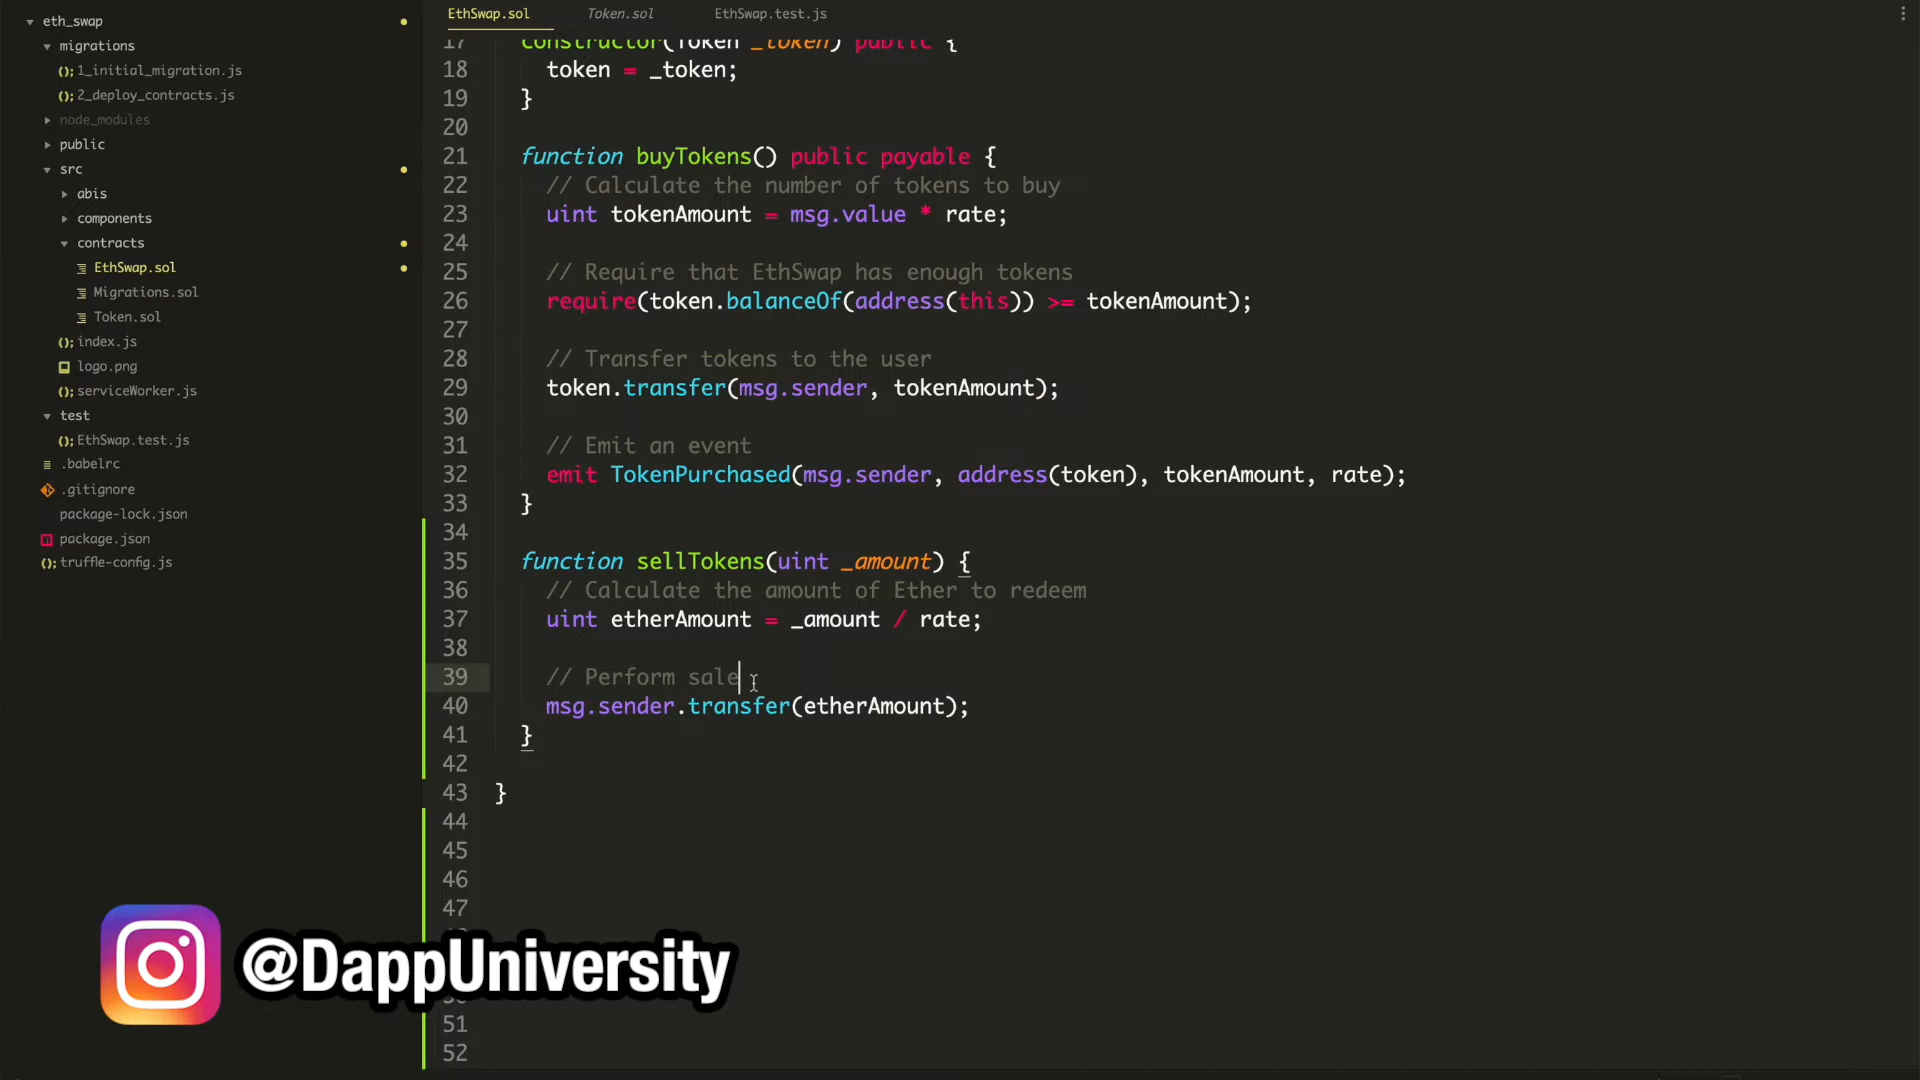 eth_swap
migrations
1_initial_migration.js
2_deploy_contracts.js
node_modules
public
src
abis
components
contracts
EthSwap.sol
Migrations.sol
Token.sol
index.js
logo.png
serviceWorker.js
test
EthSwap.test.js
.babelrc
.gitignore
package-lock.json
package.json
truffle-config.js
EthSwap.sol Token.sol EthSwap.test.js
17 constructor(Token _token) public {
18 token = _token;
19 }
20
21 function buyTokens() public payable {
22 // Calculate the number of tokens to buy
23 uint tokenAmount = msg.value * rate;
24
25 // Require that EthSwap has enough tokens
26 require(token.balanceOf(address(this)) >= tokenAmount);
27
28 // Transfer tokens to the user
29 token.transfer(msg.sender, tokenAmount);
30
31 // Emit an event
32 emit TokenPurchased(msg.sender, address(token), tokenAmount, rate);
33 }
34
35 function sellTokens(uint _amount) {
36 // Calculate the amount of Ether to redeem
37 uint etherAmount = _amount / rate;
38
39 // Perform sale
40 msg.sender.transfer(etherAmount);
41 }
42
43 }
44
45
46
47
51
52
@DappUniversity